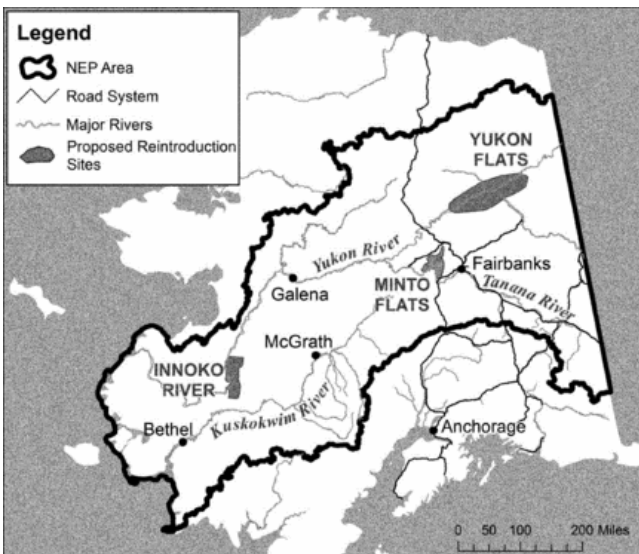 Legend
NEP Area
Road System
Major Rivers
Proposed Reintroduction
Sites
YUKON
FLATS
Yukon River
Fairbanks
Galena
MINTO
FLATS
Tanana River
McGrath
INNOKO
RIVER
Kuskokwim River
Bethel
Anchorage
0 50 100 200 Miles